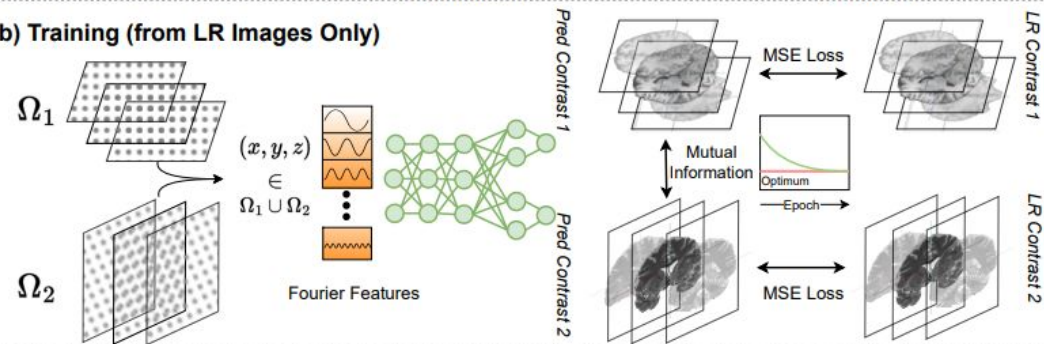 b) Training (from LR Images Only)
Ω₁
Ω₂
(x, y, z)
∈
Ω₁ ∪ Ω₂
Fourier Features
Pred Contrast 1
Pred Contrast 2
MSE Loss
Mutual
Information
Optimum
Epoch
MSE Loss
LR Contrast 1
LR Contrast 2